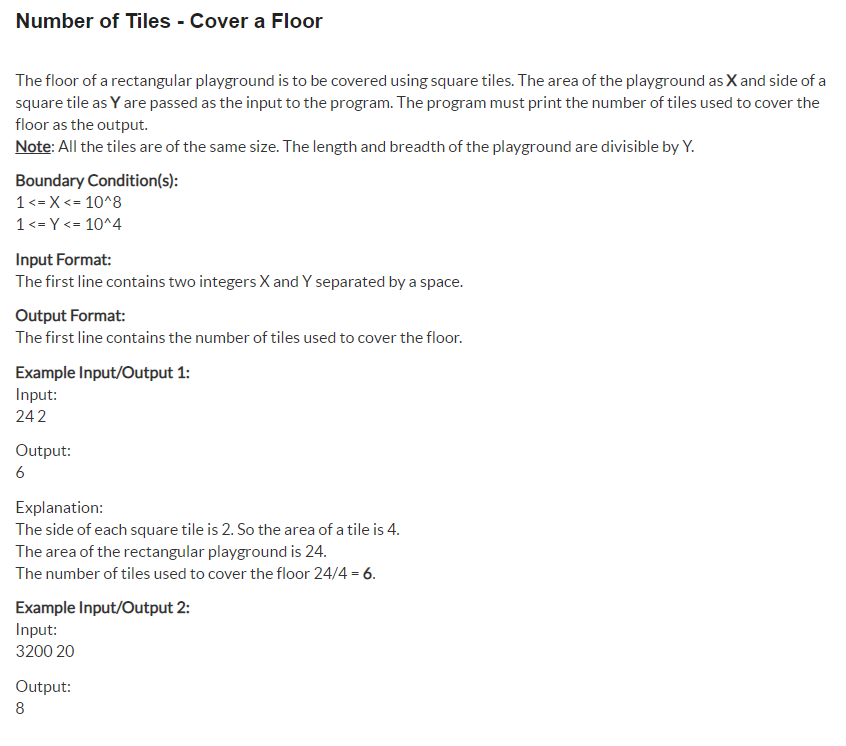 Number of Tiles - Cover a Floor
The floor of a rectangular playground is to be covered using square tiles. The area of the playground as X and side of a
square tile as Y are passed as the input to the program. The program must print the number of tiles used to cover the
floor as the output.
Note: All the tiles are of the same size. The length and breadth of the playground are divisible by Y.
Boundary Condition(s):
1 <= X <= 10^8
1 <= Y <= 10^4
Input Format:
The first line contains two integers X and Y separated by a space.
Output Format:
The first line contains the number of tiles used to cover the floor.
Example Input/Output 1:
Input:
24 2
Output:
6
Explanation:
The side of each square tile is 2. So the area of a tile is 4.
The area of the rectangular playground is 24.
The number of tiles used to cover the floor 24/4 = 6.
Example Input/Output 2:
Input:
3200 20
Output:
8